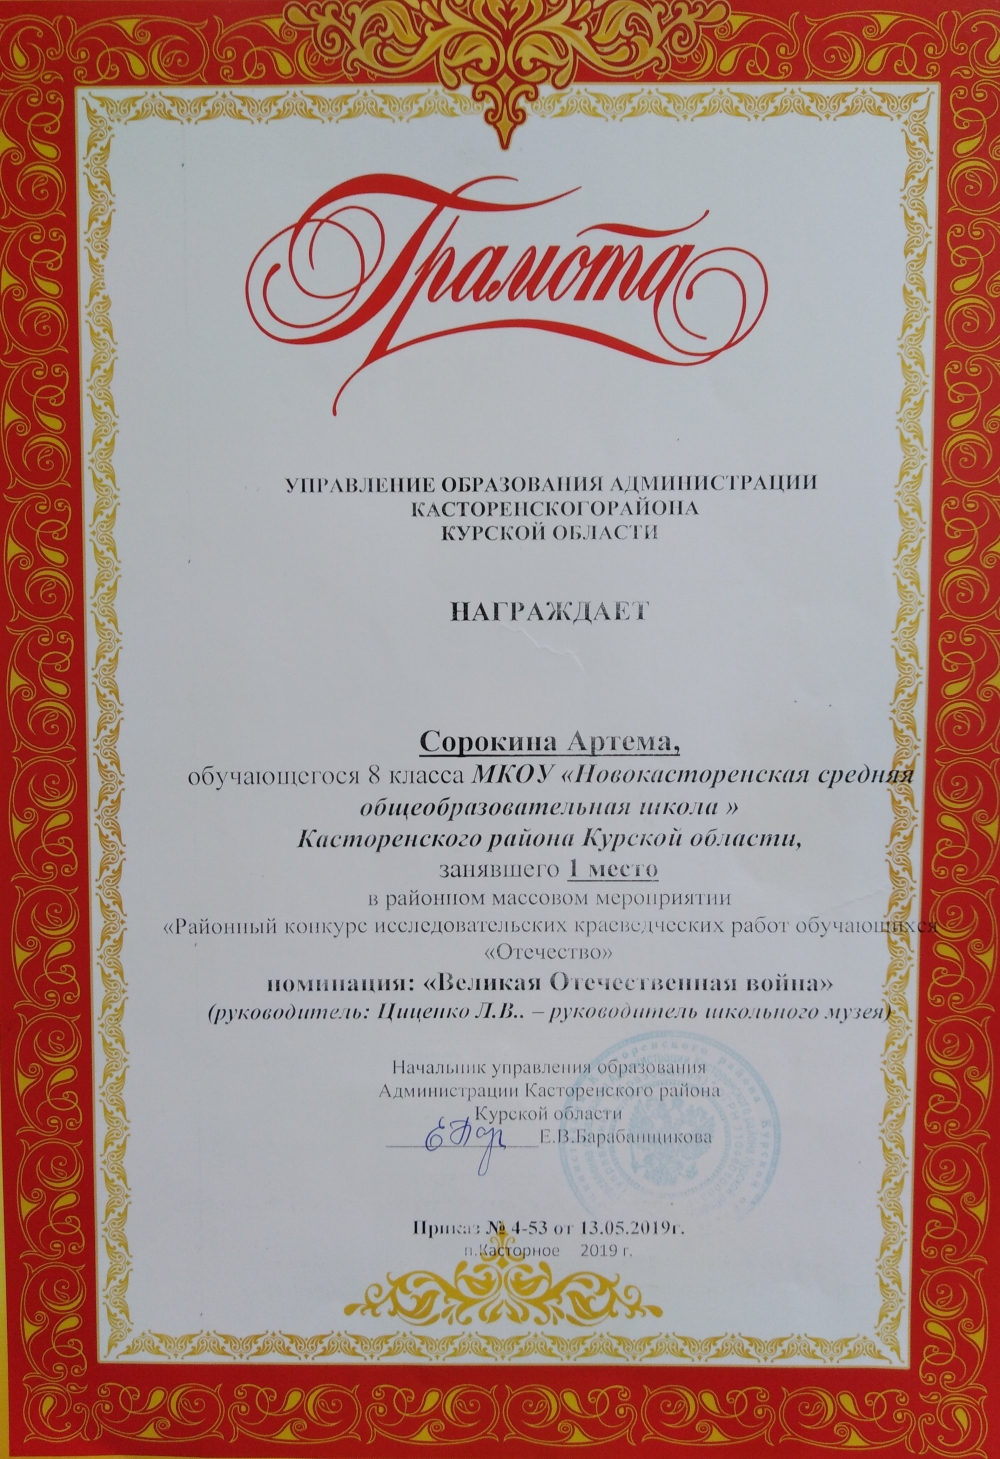 Грамота
УПРАВЛЕНИЕ ОБРАЗОВАНИЯ АДМИНИСТРАЦИИ
КАСТОРЕНСКОГОРАЙОНА
КУРСКОЙ ОБЛАСТИ
НАГРАЖДАЕТ
Сорокина Артема,
обучающегося 8 класса МКОУ «Новокасторенская средняя
общеобразовательная школа »
Касторенского района Курской области,
занявшего 1 место
в районном массовом мероприятии
«Районный конкурс исследовательских краеведческих работ обучающихся
«Отечество»
номинация: «Великая Отечественная война»
(руководитель: Циценко Л.В.. – руководитель школьного музея)
Начальник управления образования
Администрации Касторенского района
Курской области
Е.В.Барабанщикова
Приказ № 4-53 от 13.05.2019г.
п.Касторное 2019 г.